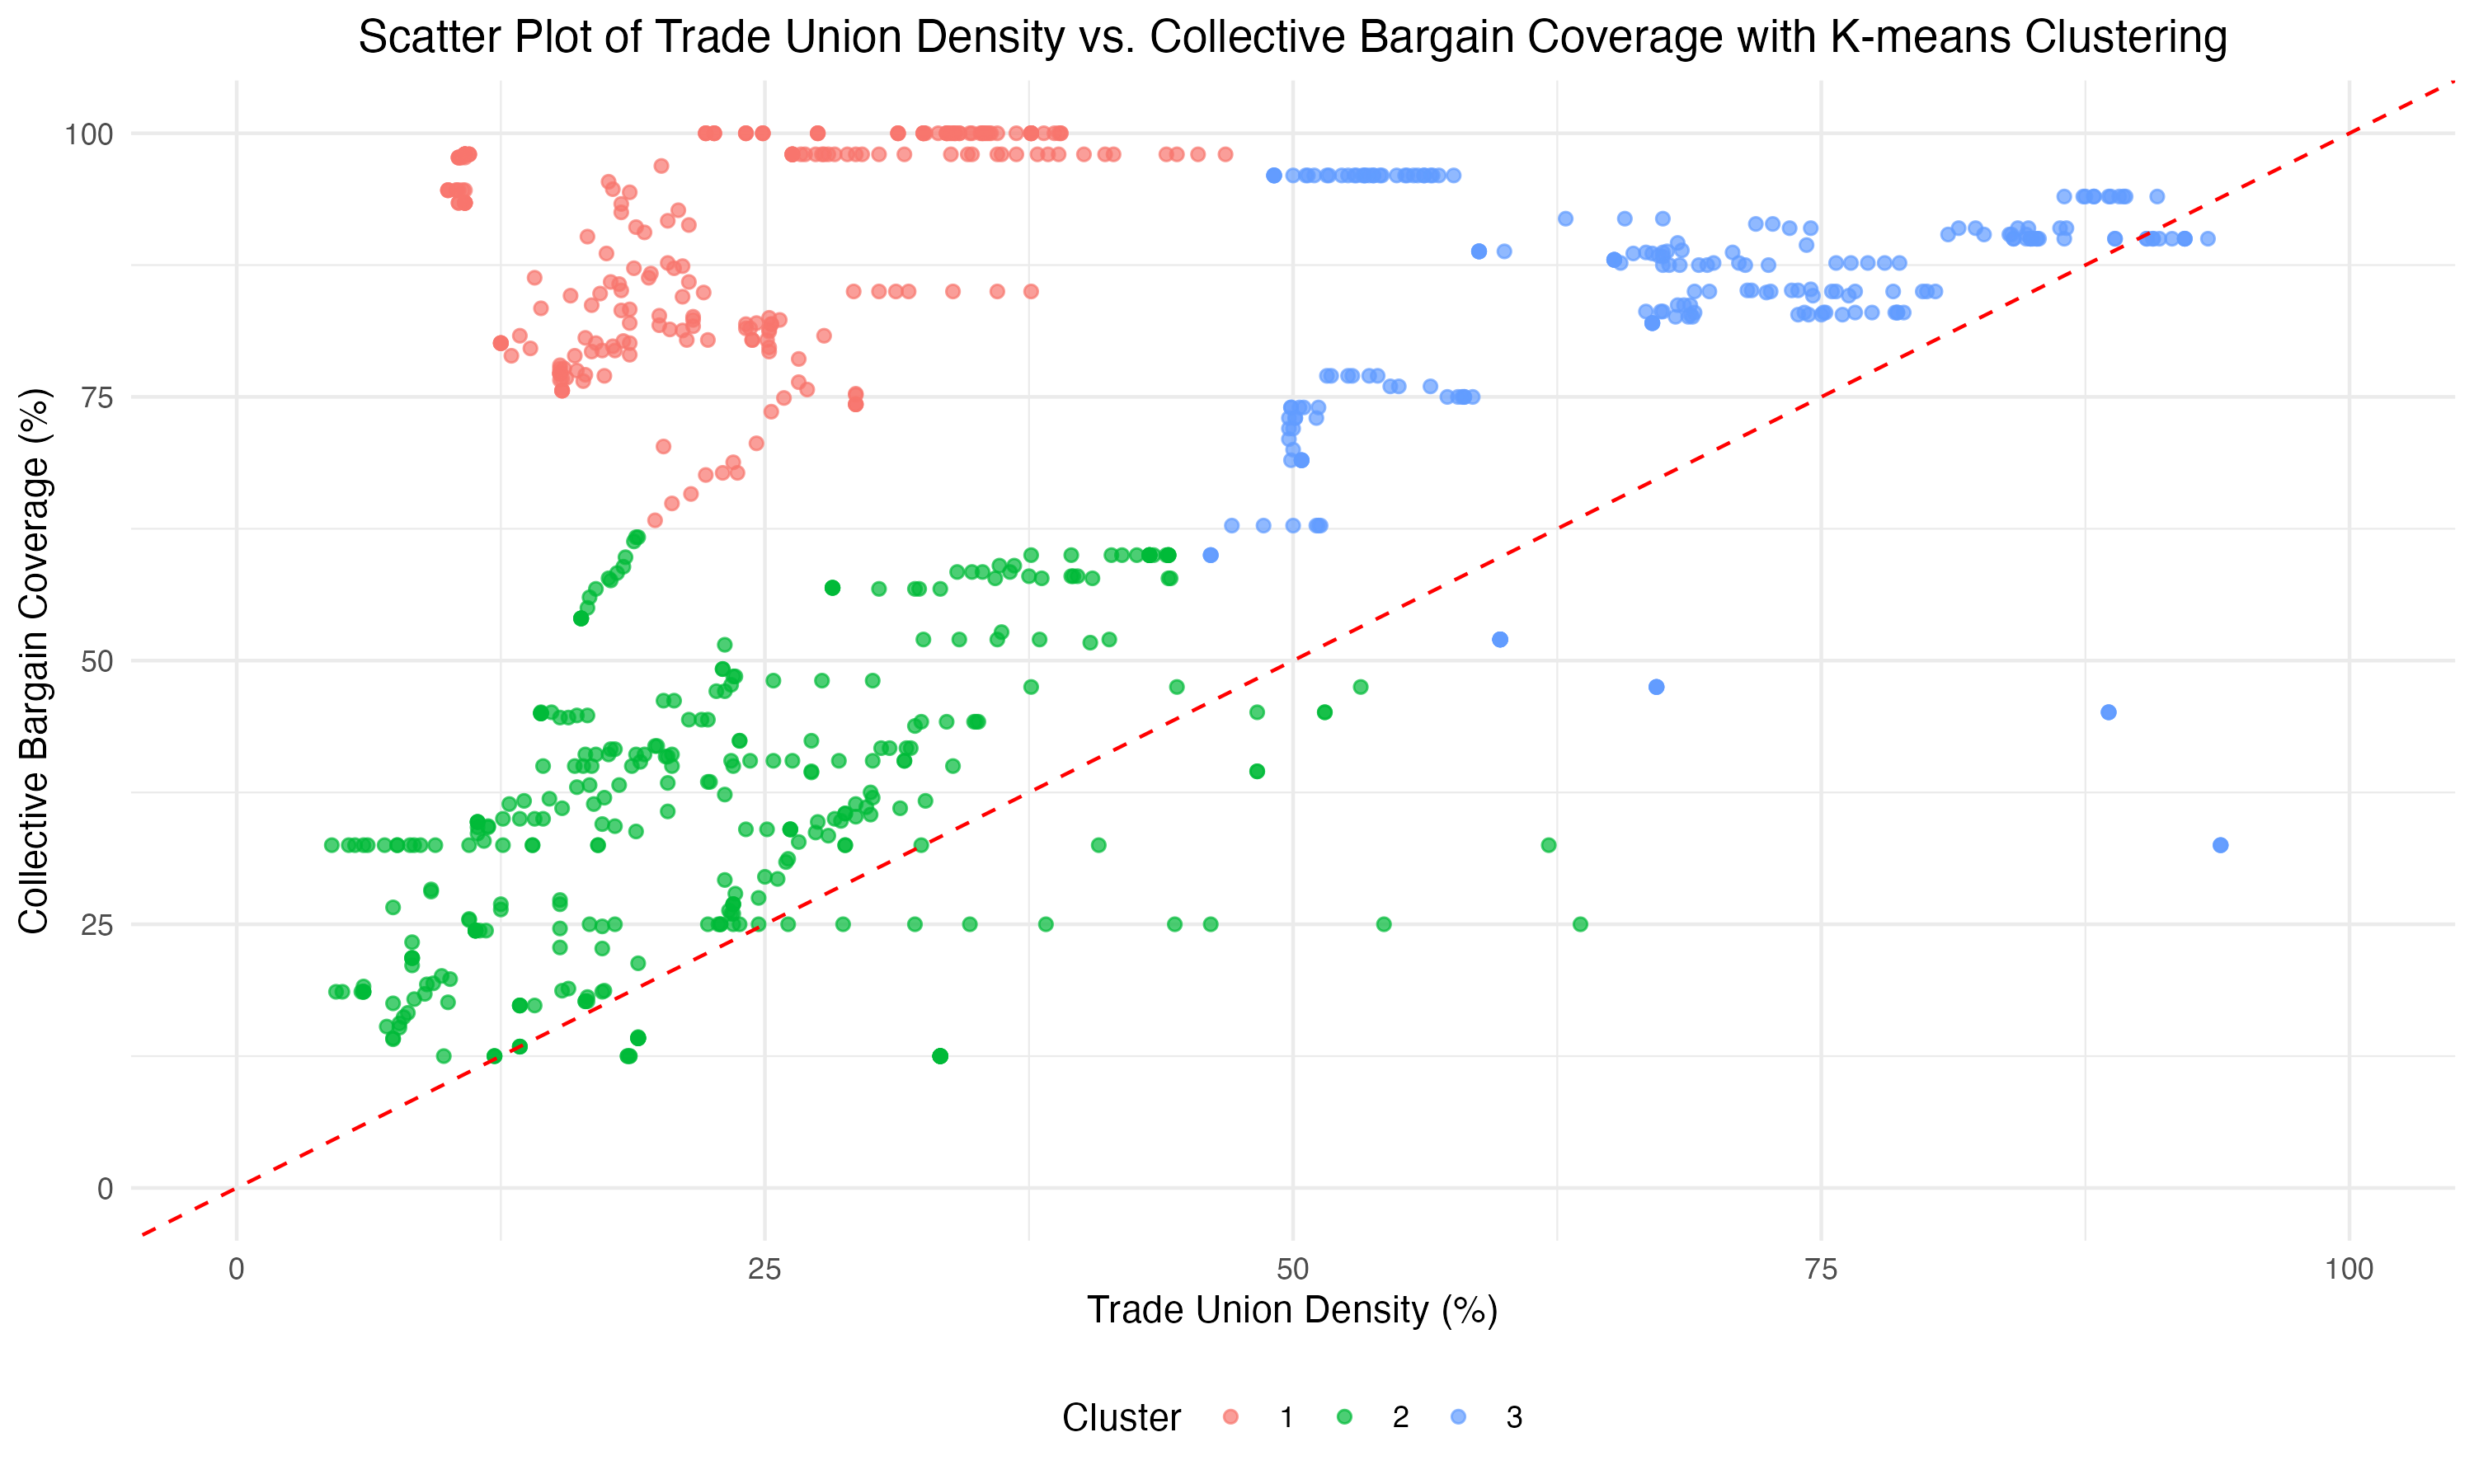 Scatter Plot of Trade Union Density vs. Collective Bargain Coverage with K-means Clustering
Collective Bargain Coverage (%)
100
75
50
25
0
0 25 50 75 100
Trade Union Density (%)
Cluster 1 2 3